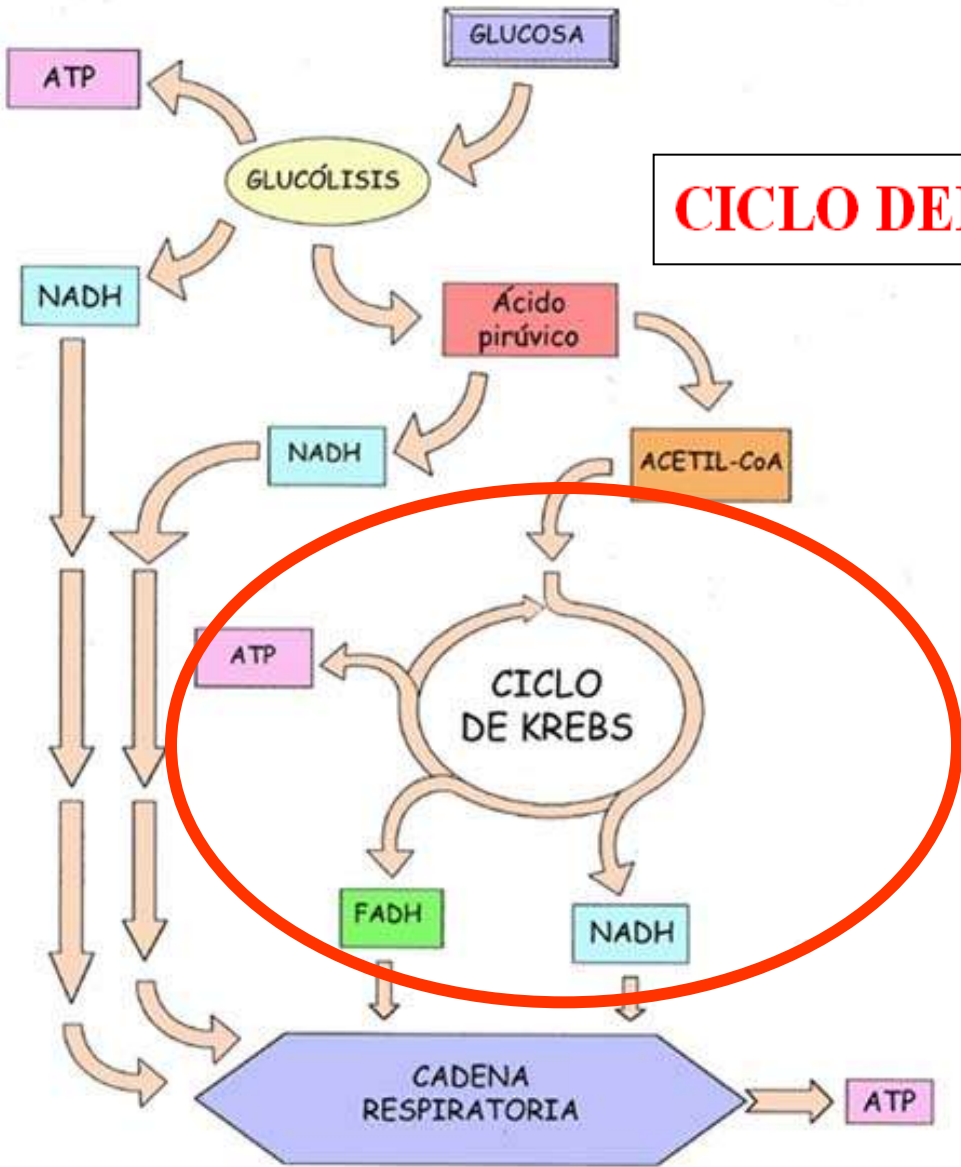 GLUCOSA
ATP
GLUCÓLISIS
CICLO DE
NADH
Ácido
pirúvico
NADH
ACETIL-CoA
ATP
CICLO
DE KREBS
FADH
NADH
CADENA
RESPIRATORIA
ATP